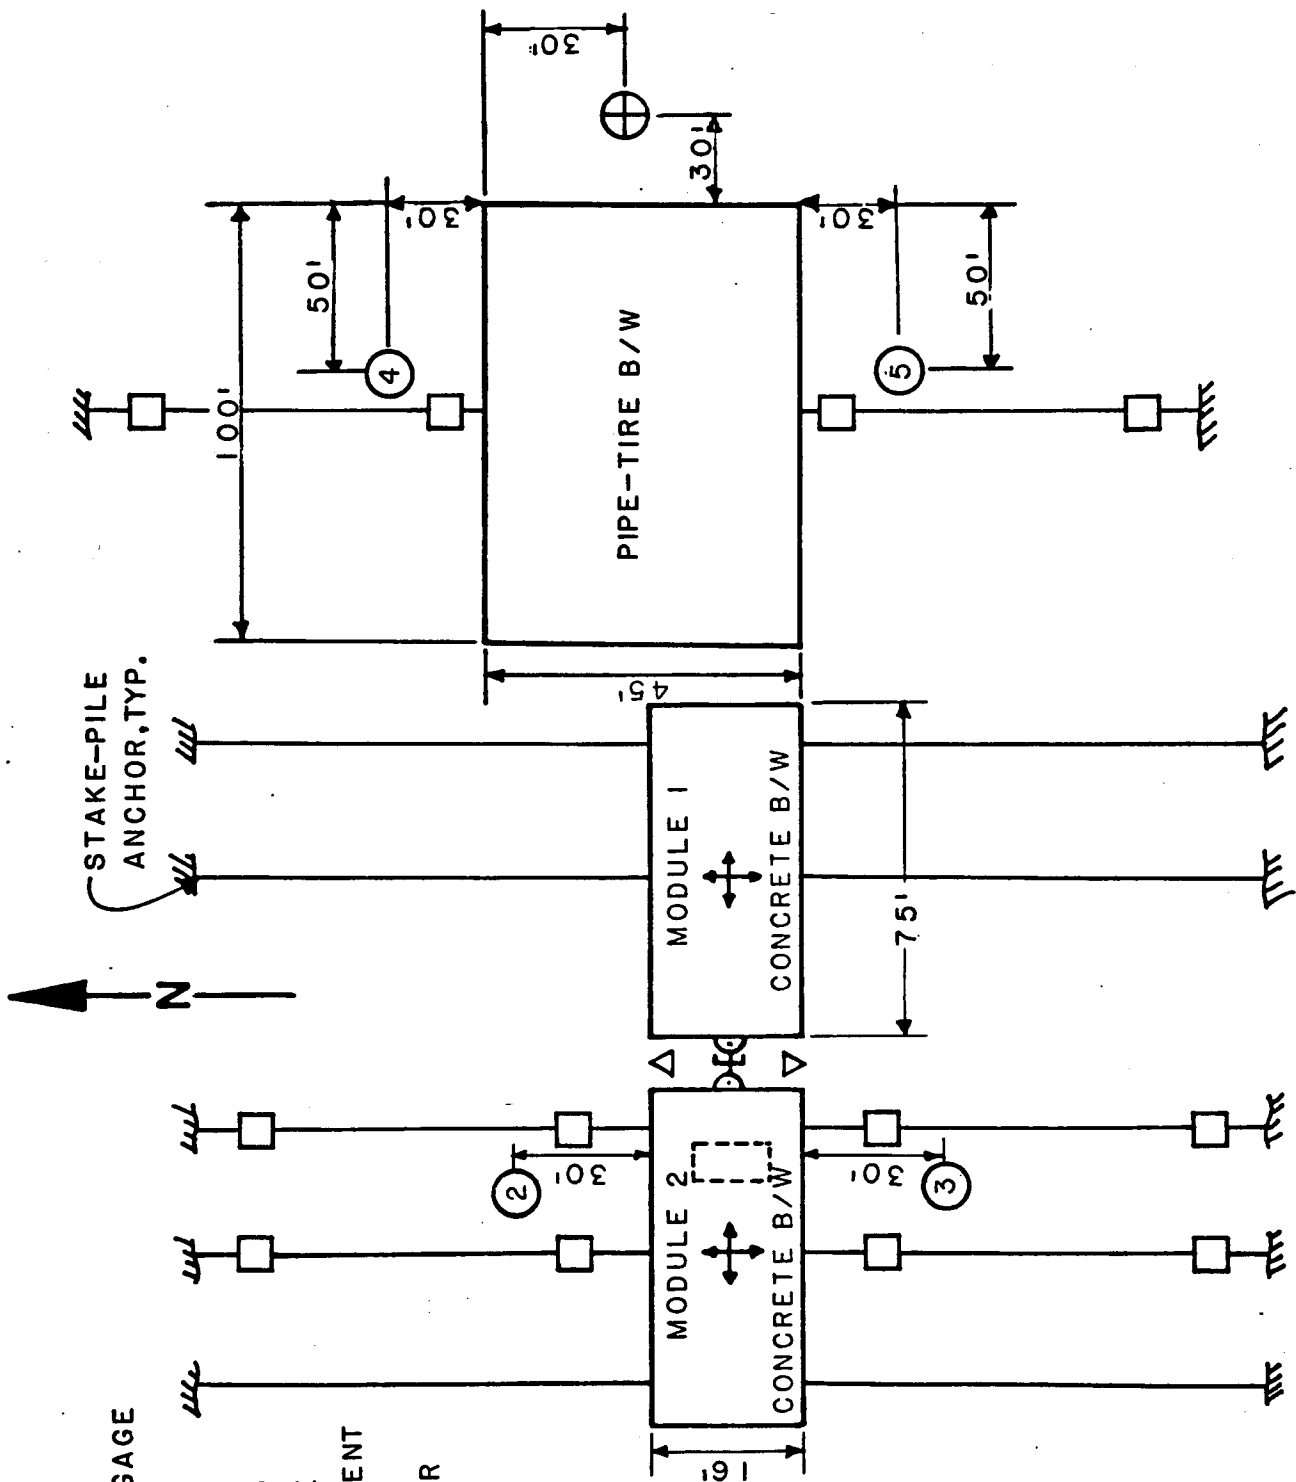 GAGE
ENT
R
STAKE-PILE
ANCHOR, TYP.
N
100'
50'
30'
30'
30'
4
PIPE-TIRE B/W
45'
30'
5
50'
MODULE 1
CONCRETE B/W
75'
MODULE 2
CONCRETE B/W
2
30'
3
30'
16'